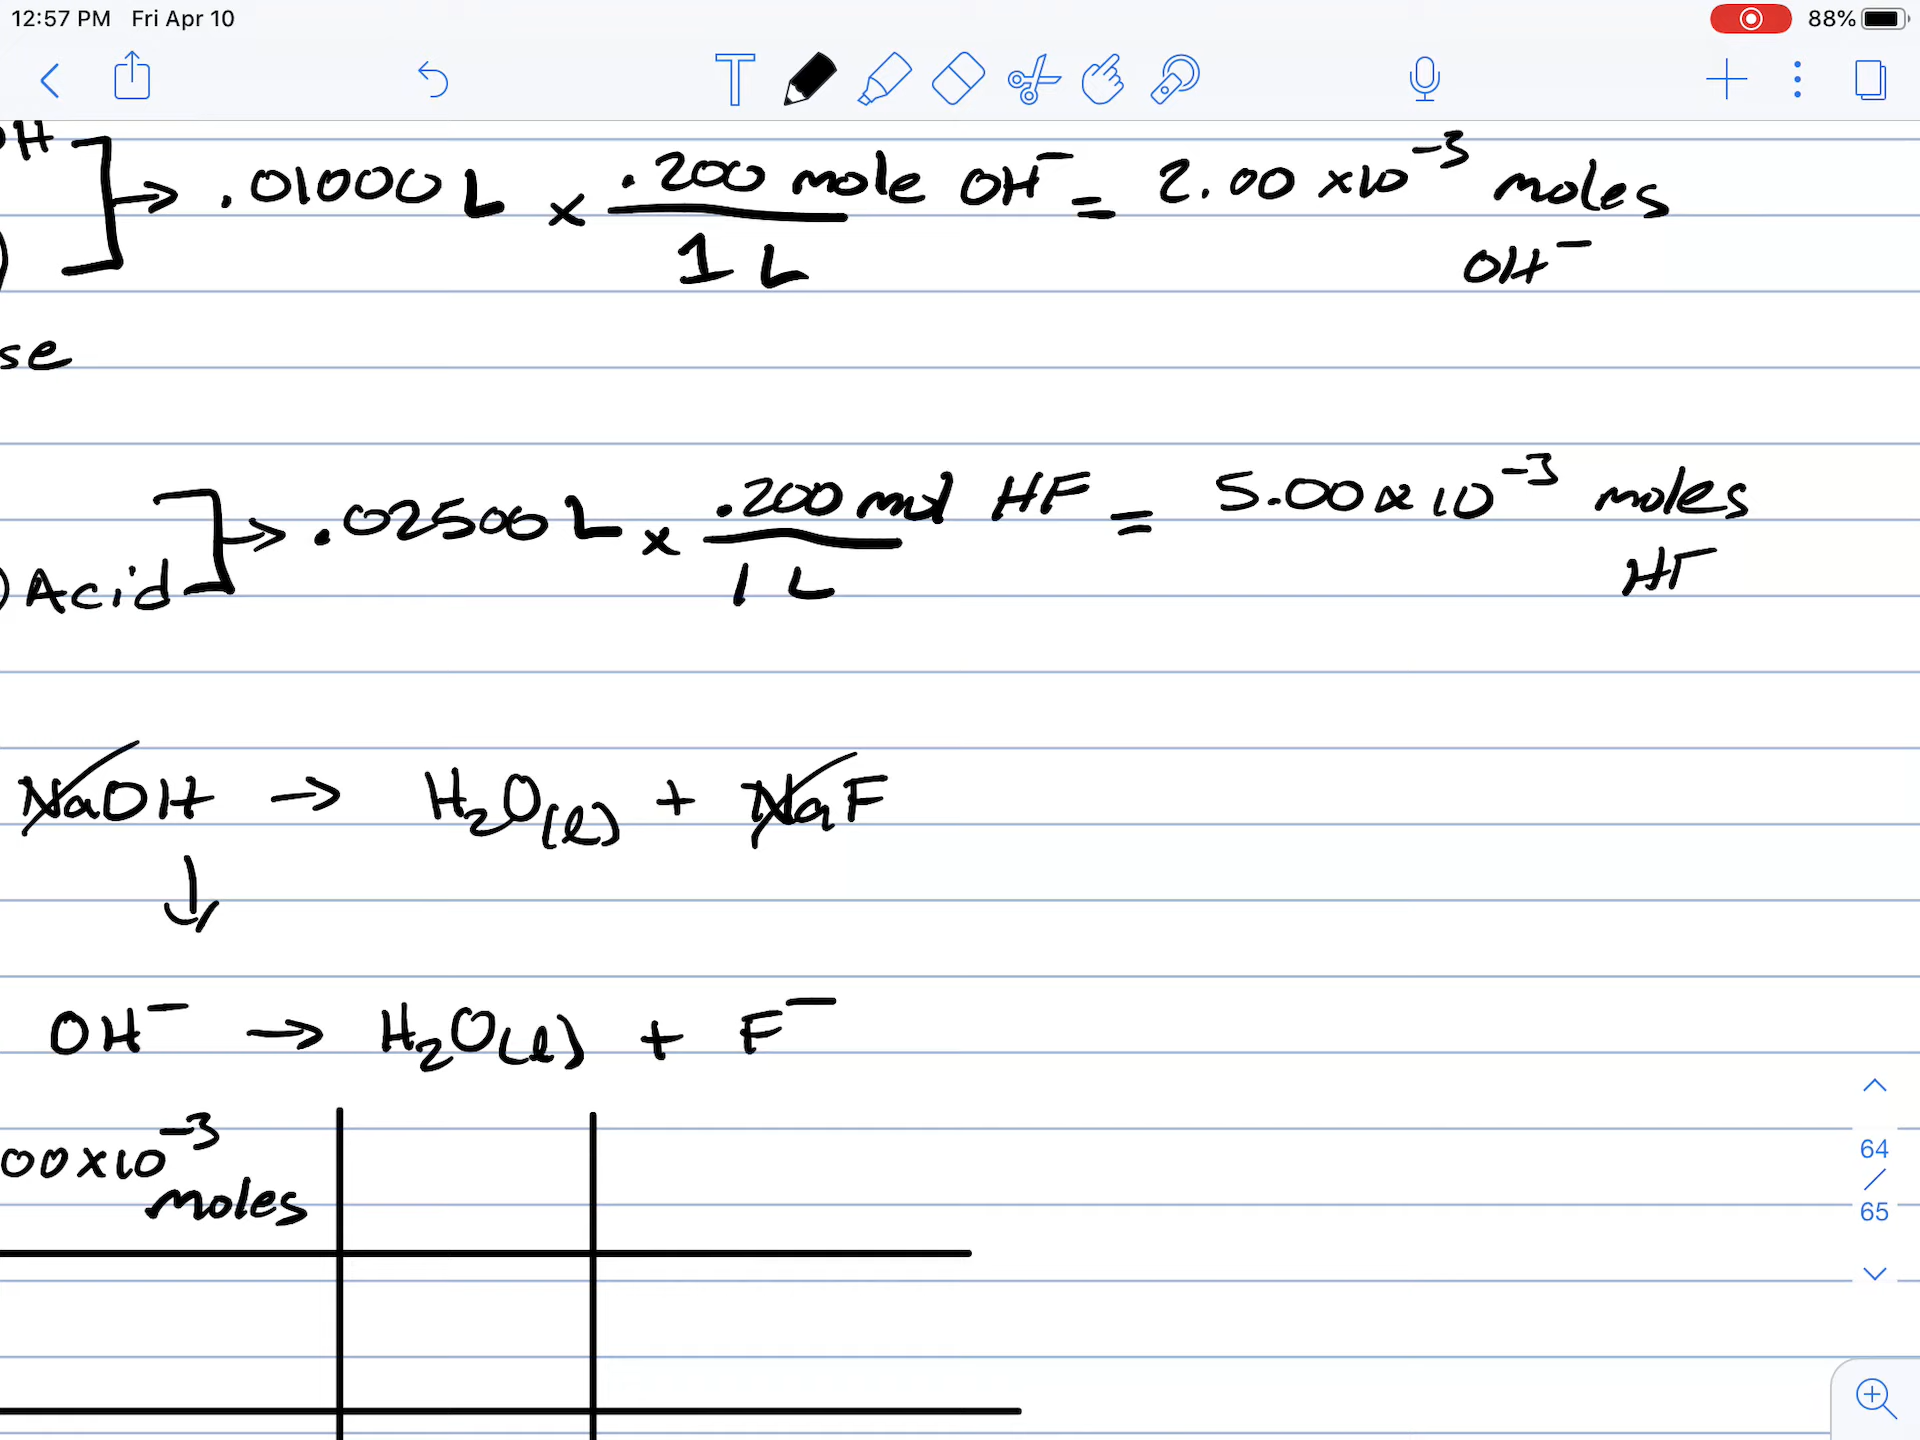 12:57 PM Fri Apr 10 88%
OH .01000 L x .200 mole OH⁻ = 2.00 x10⁻³ moles
1 L OH⁻
se
.02500 L x .200 mol HF = 5.00 x 10⁻³ moles
Acid 1 L HF
NaOH → H₂O(l) + NaF
↓
OH⁻ → H₂O(l) + F⁻
00x10⁻³
moles
64
/
65